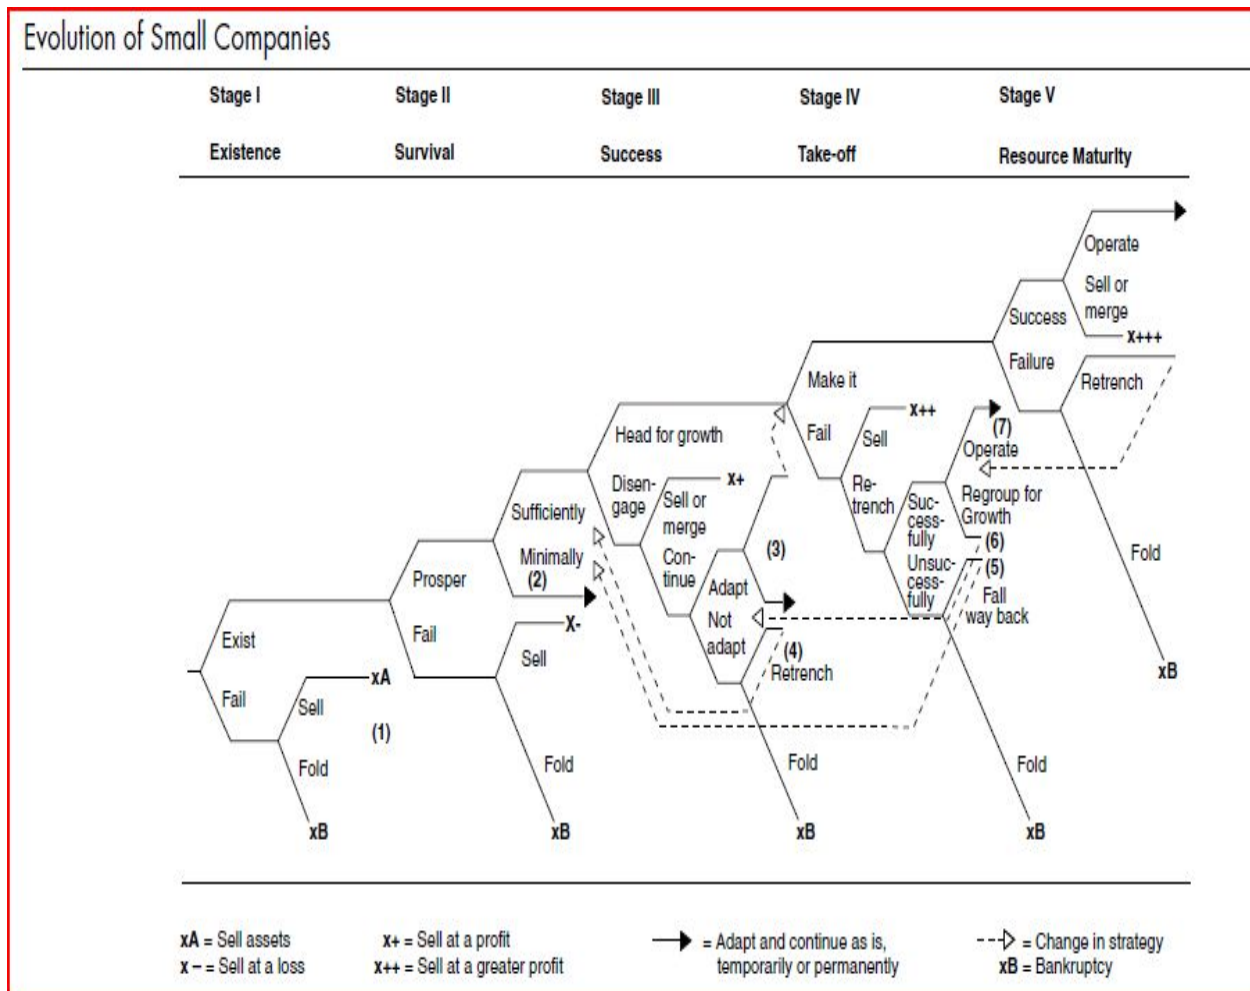 Evolution of Small Companies
Stage I
Stage II
Stage III
Stage IV
Stage V
Existence
Survival
Success
Take-off
Resource Maturity
Operate
Sell or
merge
x+++
Success
Failure
Retrench
Fold
xB
Make it
Fail
Sell
x++
Re-
trench
Suc-
cess-
fully
Unsuc-
cess-
fully
(7)
Operate
Regroup for
Growth
(6)
(5)
Fall
way back
Fold
xB
Head for growth
Disen-
gage
Sell or
merge
x+
Con-
tinue
Adapt
(3)
Not
adapt
(4)
Retrench
Fold
xB
Sufficiently
Minimally
(2)
Prosper
Fail
Sell
X-
Fold
xB
Exist
Fail
Sell
xA
(1)
Fold
xB
xA = Sell assets
x – = Sell at a loss
x+ = Sell at a profit
x++ = Sell at a greater profit
= Adapt and continue as is,
temporarily or permanently
= Change in strategy
xB = Bankruptcy